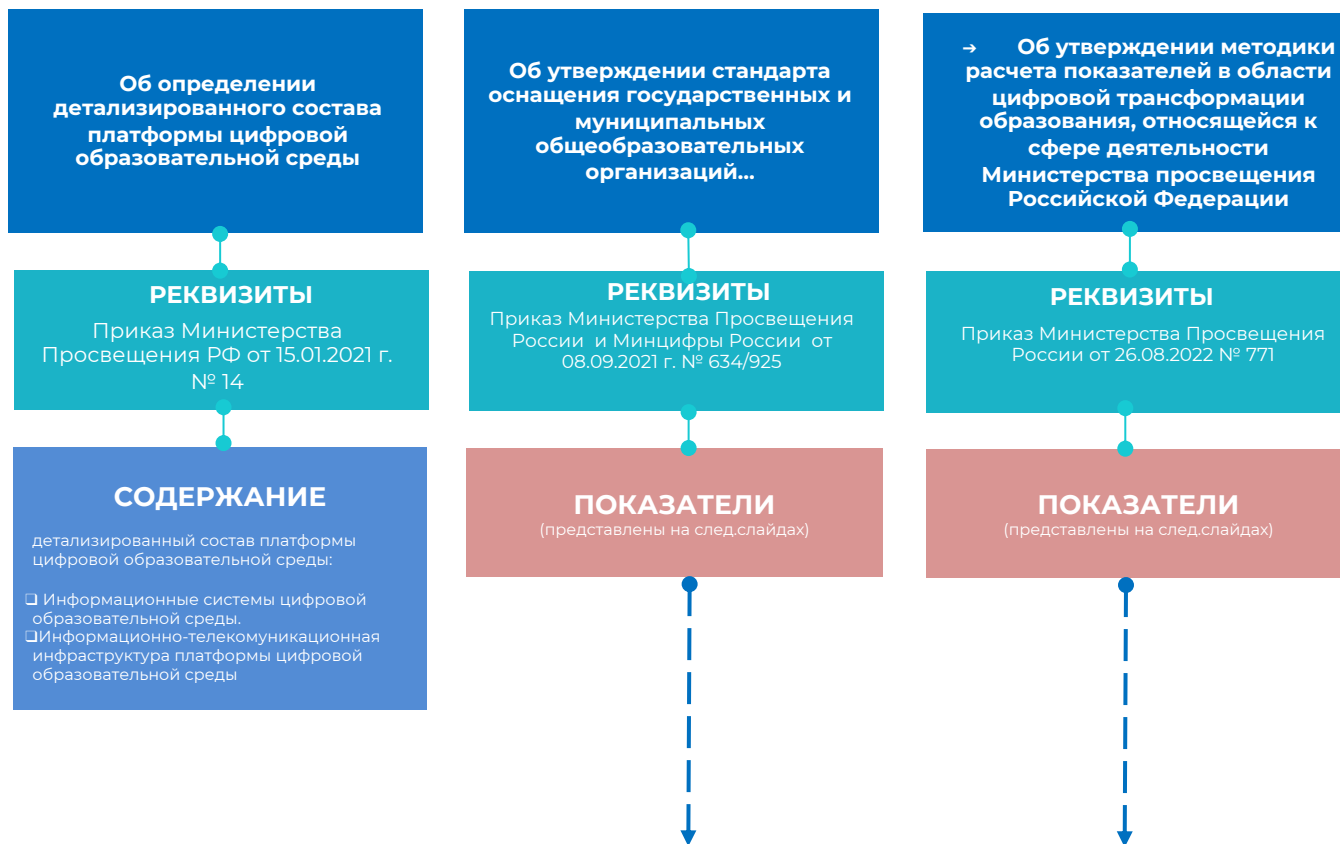 Об определении
детализированного состава
платформы цифровой
образовательной среды
РЕКВИЗИТЫ
Приказ Министерства
Просвещения РФ от 15.01.2021 г.
№ 14
СОДЕРЖАНИЕ
детализированный состав платформы
цифровой образовательной среды:
❑ Информационные системы цифровой
образовательной среды.
❑Информационно-телекомуникационная
инфраструктура платформы цифровой
образовательной среды
Об утверждении стандарта
оснащения государственных и
муниципальных
общеобразовательных
организаций...
РЕКВИЗИТЫ
Приказ Министерства Просвещения
России и Минцифры России от
08.09.2021 г. № 634/925
ПОКАЗАТЕЛИ
(представлены на след.слайдах)
→ Об утверждении методики
расчета показателей в области
цифровой трансформации
образования, относящейся к
сфере деятельности
Министерства просвещения
Российской Федерации
РЕКВИЗИТЫ
Приказ Министерства Просвещения
России от 26.08.2022 № 771
ПОКАЗАТЕЛИ
(представлены на след.слайдах)